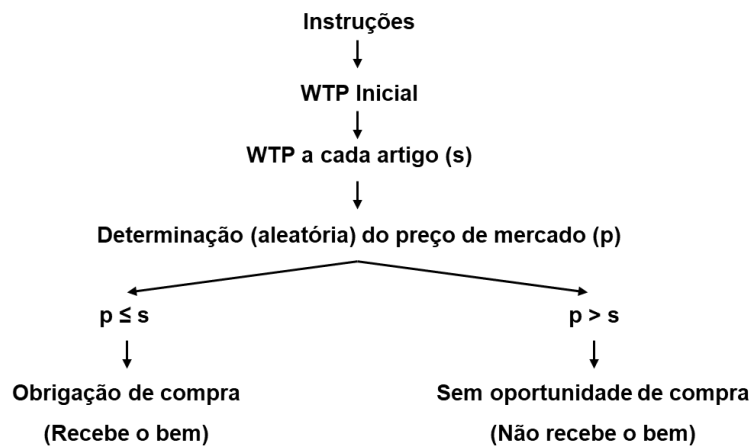 Instruções
WTP Inicial
WTP a cada artigo (s)
Determinação (aleatória) do preço de mercado (p)
p ≤ s
p > s
Obrigação de compra
(Recebe o bem)
Sem oportunidade de compra
(Não recebe o bem)